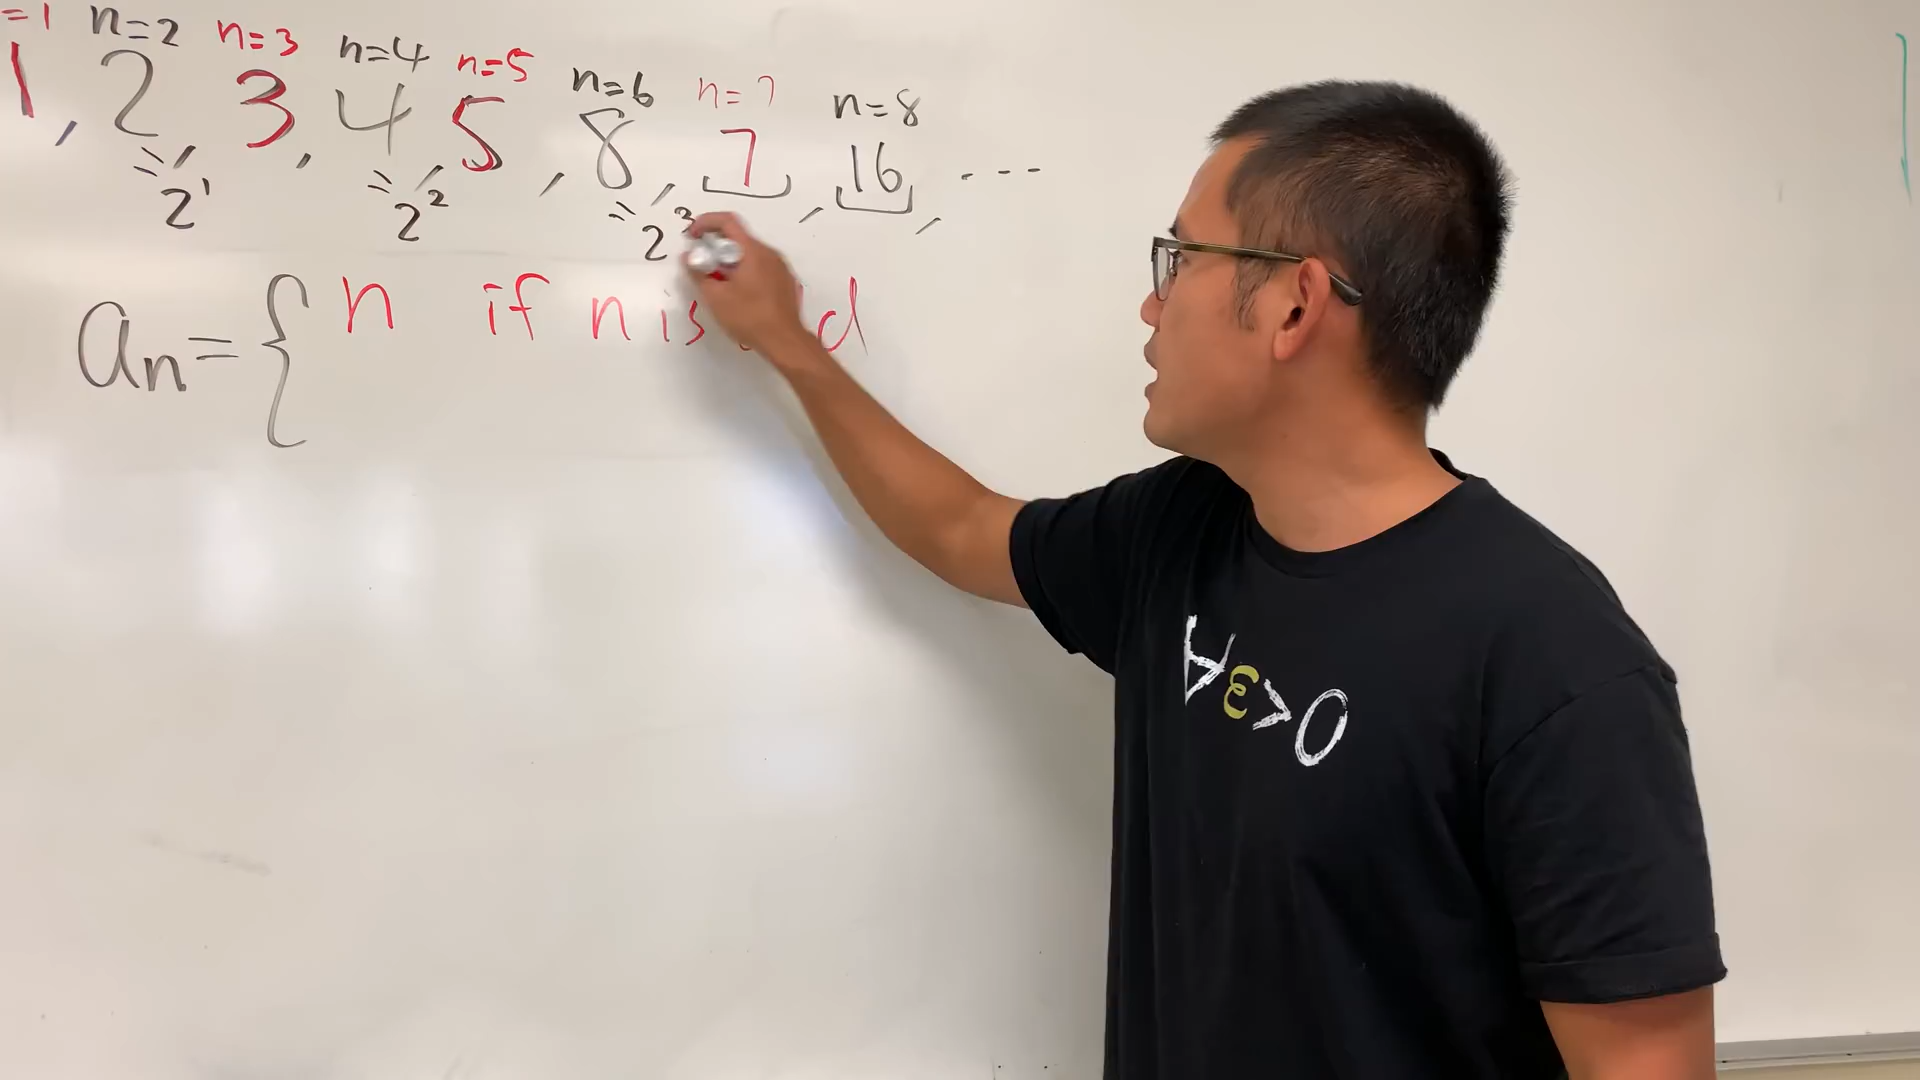 =1 n=2 n=3 n=4 n=5 n=6 n=7 n=8
1, 2, 3, 4, 5, 8, 7, 16, ---
=2¹ =2² =2³
aₙ = { n if n is
∀ε>0